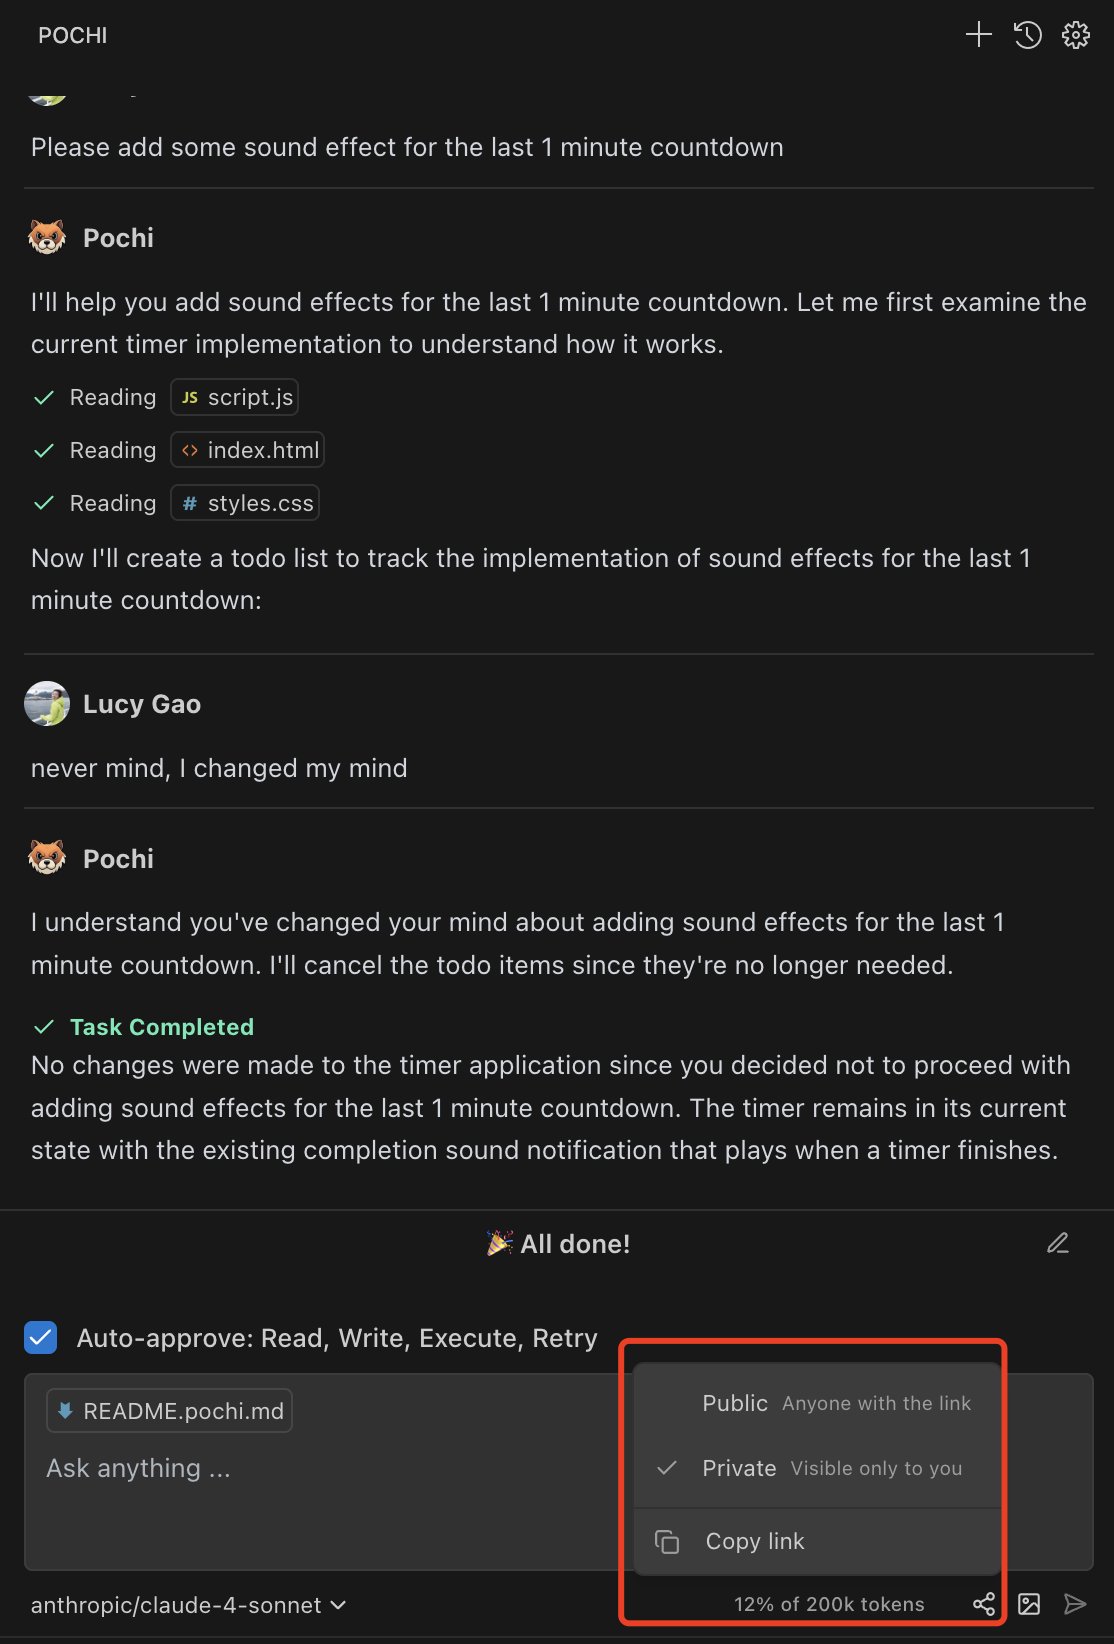 POCHI
Please add some sound effect for the last 1 minute countdown
Pochi
I'll help you add sound effects for the last 1 minute countdown. Let me first examine the
current timer implementation to understand how it works.
Reading JS script.js
Reading <> index.html
Reading # styles.css
Now I'll create a todo list to track the implementation of sound effects for the last 1
minute countdown:
Lucy Gao
never mind, I changed my mind
Pochi
I understand you've changed your mind about adding sound effects for the last 1
minute countdown. I'll cancel the todo items since they're no longer needed.
Task Completed
No changes were made to the timer application since you decided not to proceed with
adding sound effects for the last 1 minute countdown. The timer remains in its current
state with the existing completion sound notification that plays when a timer finishes.
🎉 All done!
Auto-approve: Read, Write, Execute, Retry
README.pochi.md
Ask anything ...
Public Anyone with the link
Private Visible only to you
Copy link
anthropic/claude-4-sonnet
12% of 200k tokens